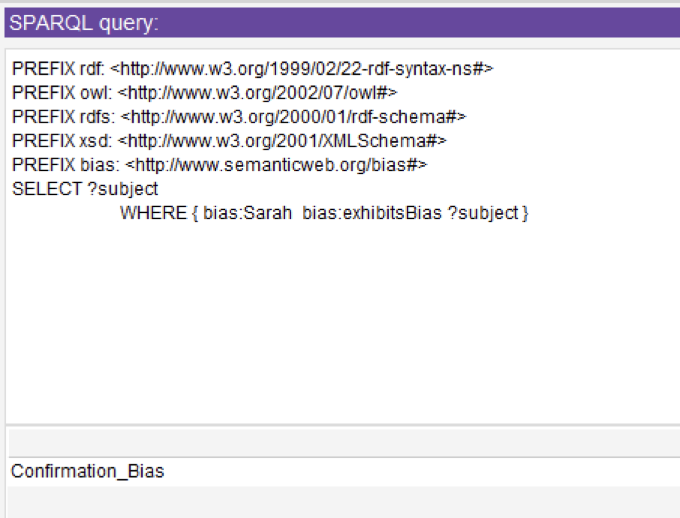 SPARQL query:
PREFIX rdf: <http://www.w3.org/1999/02/22-rdf-syntax-ns#>
PREFIX owl: <http://www.w3.org/2002/07/owl#>
PREFIX rdfs: <http://www.w3.org/2000/01/rdf-schema#>
PREFIX xsd: <http://www.w3.org/2001/XMLSchema#>
PREFIX bias: <http://www.semanticweb.org/bias#>
SELECT ?subject
WHERE { bias:Sarah  bias:exhibitsBias ?subject }
Confirmation_Bias